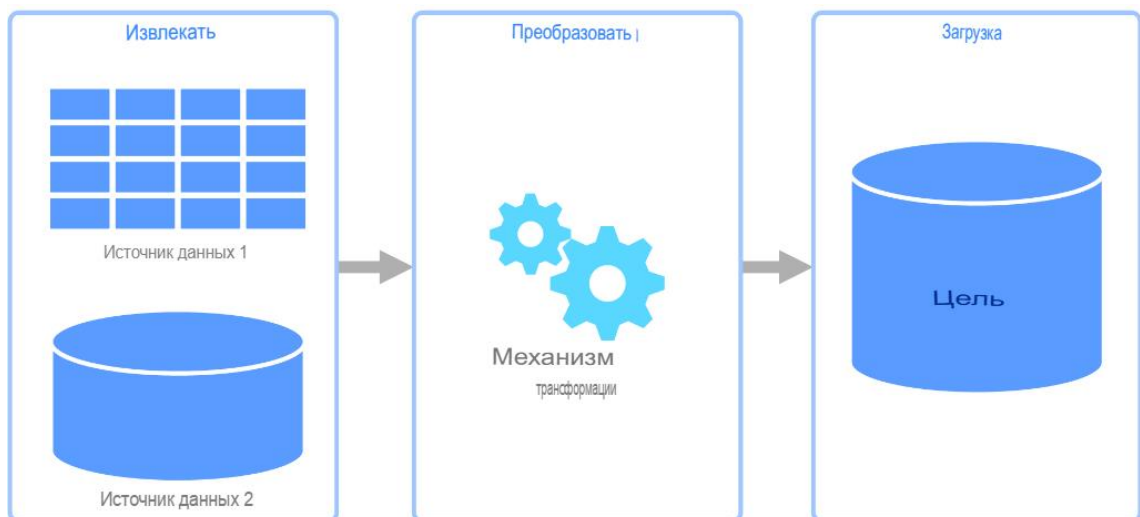 Извлекать
Источник данных 1
Источник данных 2
Преобразовать |
Механизм
трансформации
Загрузка
Цель